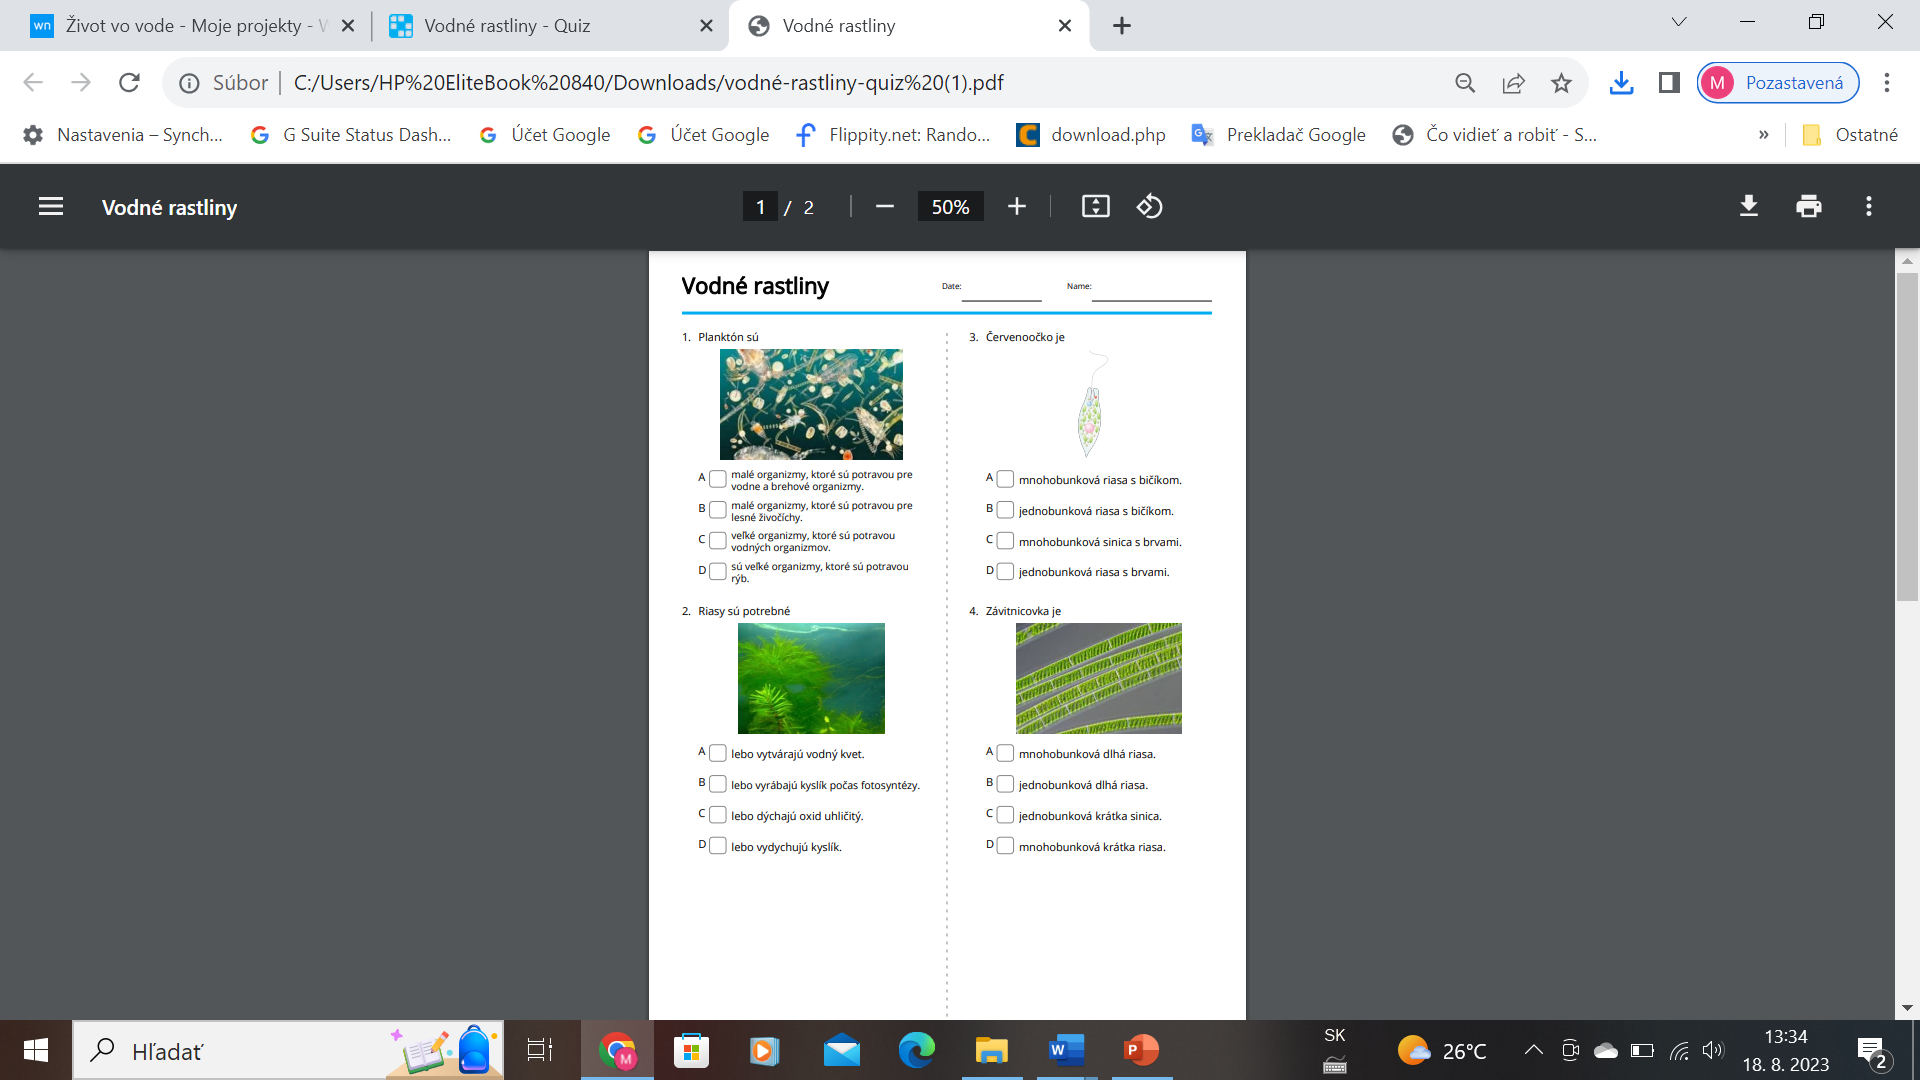 Život vo vode - Moje projekty - W
Vodné rastliny - Quiz
Vodné rastliny
Súbor
C:/Users/HP%20EliteBook%20840/Downloads/vodné-rastliny-quiz%20(1).pdf
M
Pozastavená
Nastavenia – Synch...
G Suite Status Dash...
Účet Google
Účet Google
Flippity.net: Rando...
download.php
Prekladač Google
Čo vidieť a robiť - S...
»
Ostatné
Vodné rastliny
1 / 2
50%
Vodné rastliny
Date:
Name:
1. Planktón sú
A malé organizmy, ktoré sú potravou pre
vodne a brehové organizmy.
B malé organizmy, ktoré sú potravou pre
lesné živočíchy.
C veľké organizmy, ktoré sú potravou
vodných organizmov.
D sú veľké organizmy, ktoré sú potravou
rýb.
2. Riasy sú potrebné
A lebo vytvárajú vodný kvet.
B lebo vyrábajú kyslík počas fotosyntézy.
C lebo dýchajú oxid uhličitý.
D lebo vydychujú kyslík.
3. Červenoočko je
A mnohobunková riasa s bičíkom.
B jednobunková riasa s bičíkom.
C mnohobunková sinica s brvami.
D jednobunková riasa s brvami.
4. Závitnicovka je
A mnohobunková dlhá riasa.
B jednobunková dlhá riasa.
C jednobunková krátka sinica.
D mnohobunková krátka riasa.
Hľadať
SK
26°C
13:34
18. 8. 2023
2